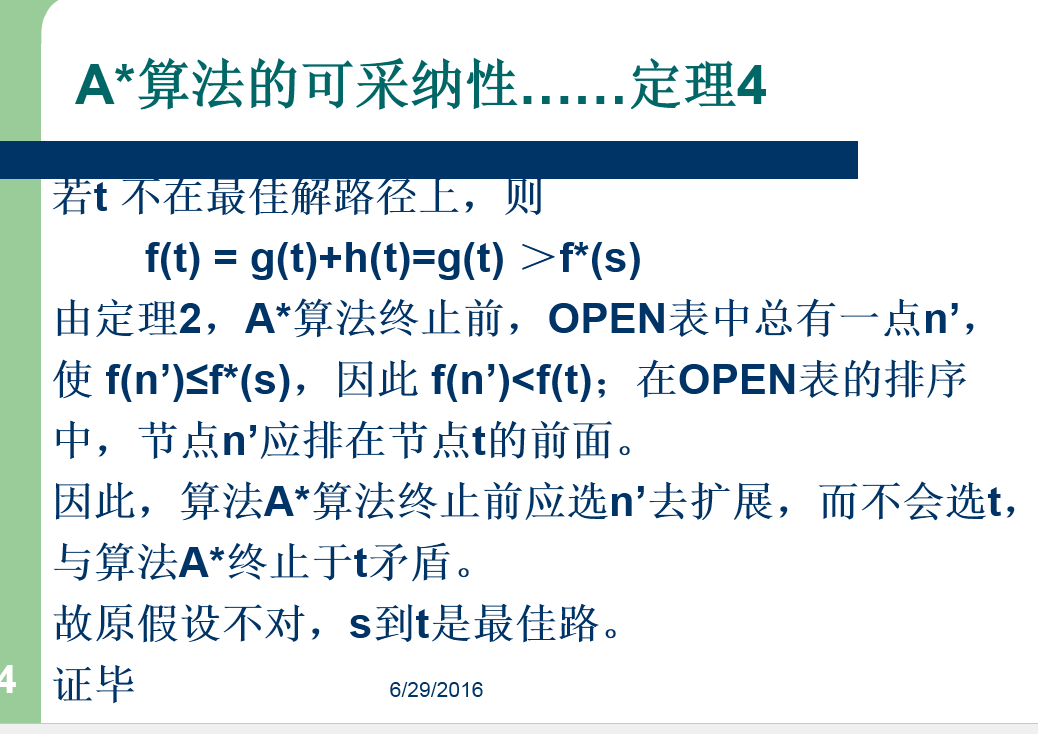 A*算法的可采纳性……定理4
若t 不在最佳解路径上，则
f(t) = g(t)+h(t)=g(t) ＞f*(s)
由定理2，A*算法终止前，OPEN表中总有一点n’，
使 f(n’)≤f*(s)，因此 f(n’)<f(t)；在OPEN表的排序
中，节点n’应排在节点t的前面。
因此，算法A*算法终止前应选n’去扩展，而不会选t，
与算法A*终止于t矛盾。
故原假设不对，s到t是最佳路。
证毕
4
6/29/2016